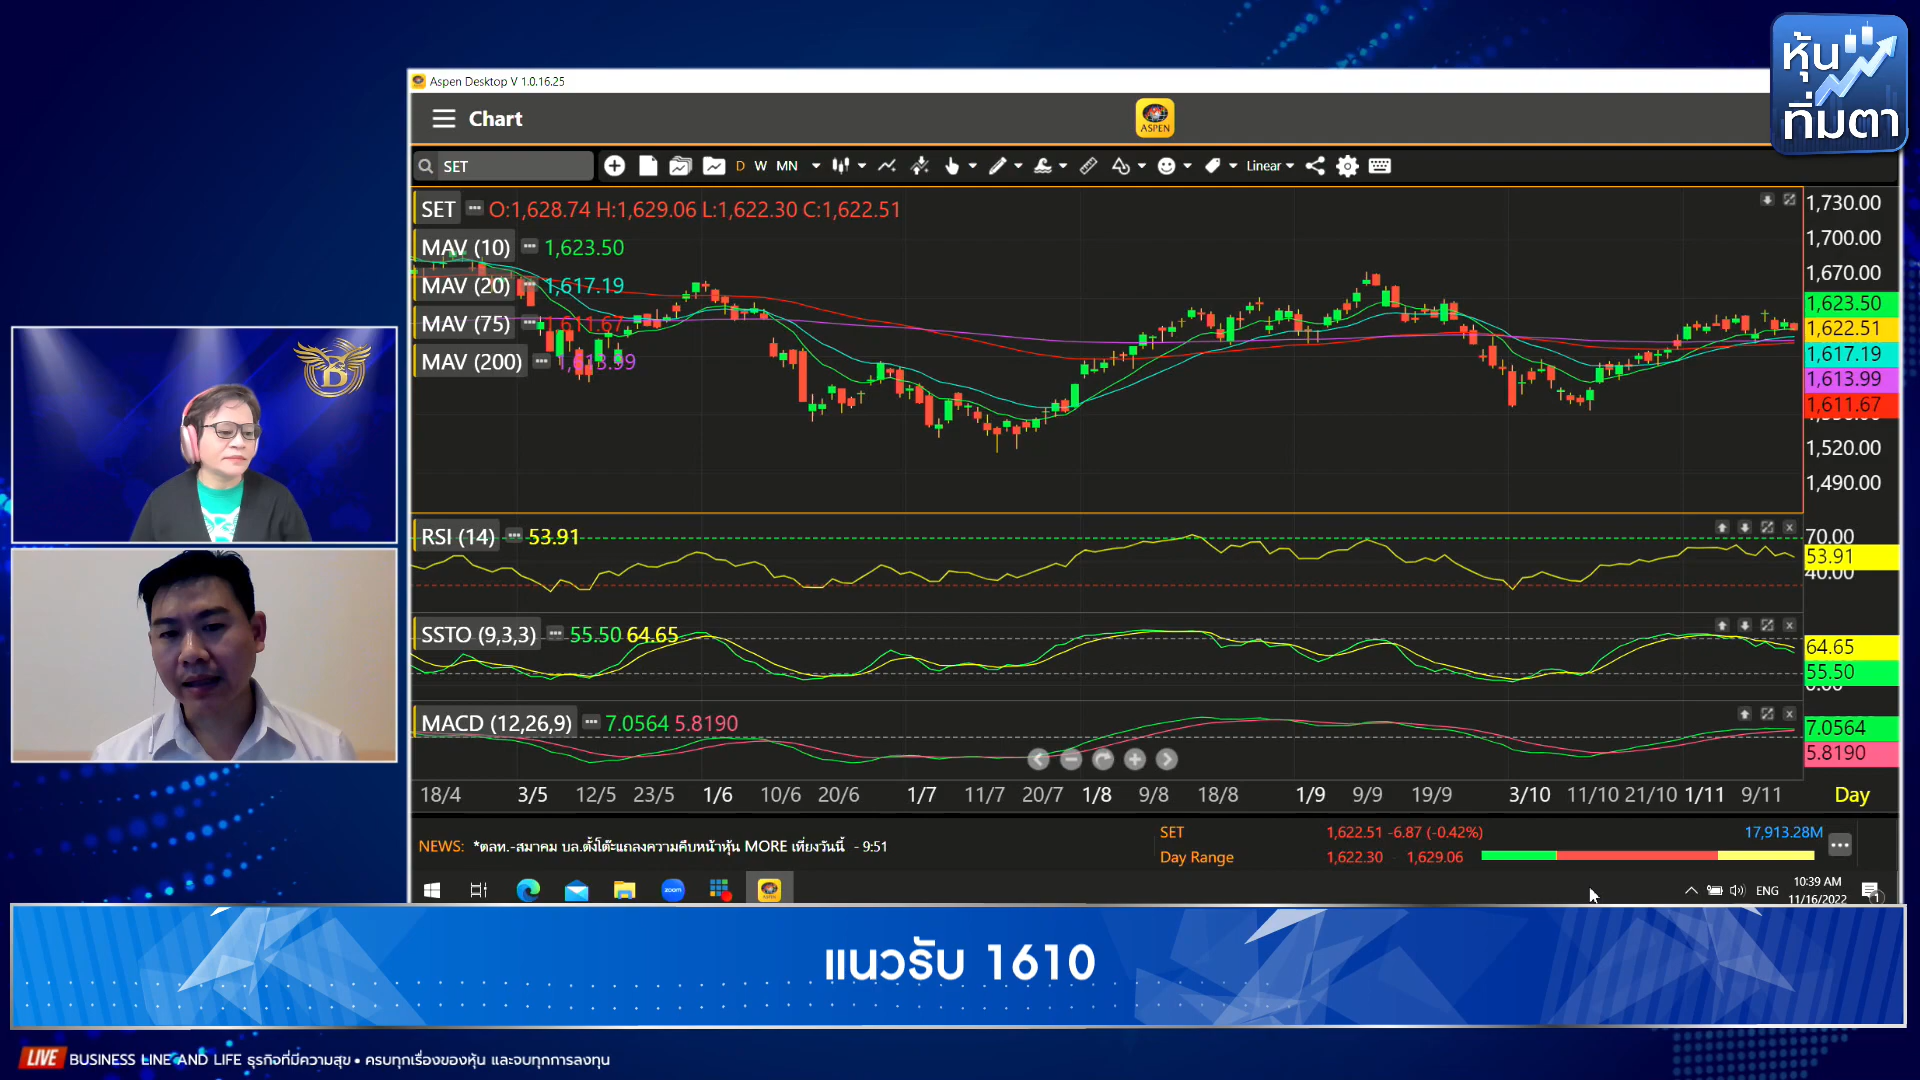 หุ้น
ทิ่มตา
Aspen Desktop V 1.0.16.25
Chart
ASPEN
SET
D W MN
Linear
SET O:1,628.74 H:1,629.06 L:1,622.30 C:1,622.51
MAV (10) 1,623.50
MAV (20) 1,617.19
MAV (75) 1,611.67
MAV (200) 1,613.99
1,730.00
1,700.00
1,670.00
1,623.50
1,622.51
1,617.19
1,613.99
1,611.67
1,520.00
1,490.00
RSI (14) 53.91
70.00
53.91
40.00
SSTO (9,3,3) 55.50 64.65
64.65
55.50
0.00
MACD (12,26,9) 7.0564 5.8190
7.0564
5.8190
18/4 3/5 12/5 23/5 1/6 10/6 20/6 1/7 11/7 20/7 1/8 9/8 18/8 1/9 9/9 19/9 3/10 11/10 21/10 1/11 9/11 Day
NEWS: *ตลท.-สมาคม บล.ตั้งโต๊ะแถลงความคืบหน้าหุ้น MORE เที่ยงวันนี้ - 9:51
SET 1,622.51 -6.87 (-0.42%) 17,913.28M
Day Range 1,622.30 - 1,629.06
zoom
ENG
10:39 AM
11/16/2022
1
B
แนวรับ 1610
LIVE BUSINESS LINE AND LIFE ธุรกิจที่มีความสุข • ครบทุกเรื่องของหุ้น และจบทุกการลงทุน